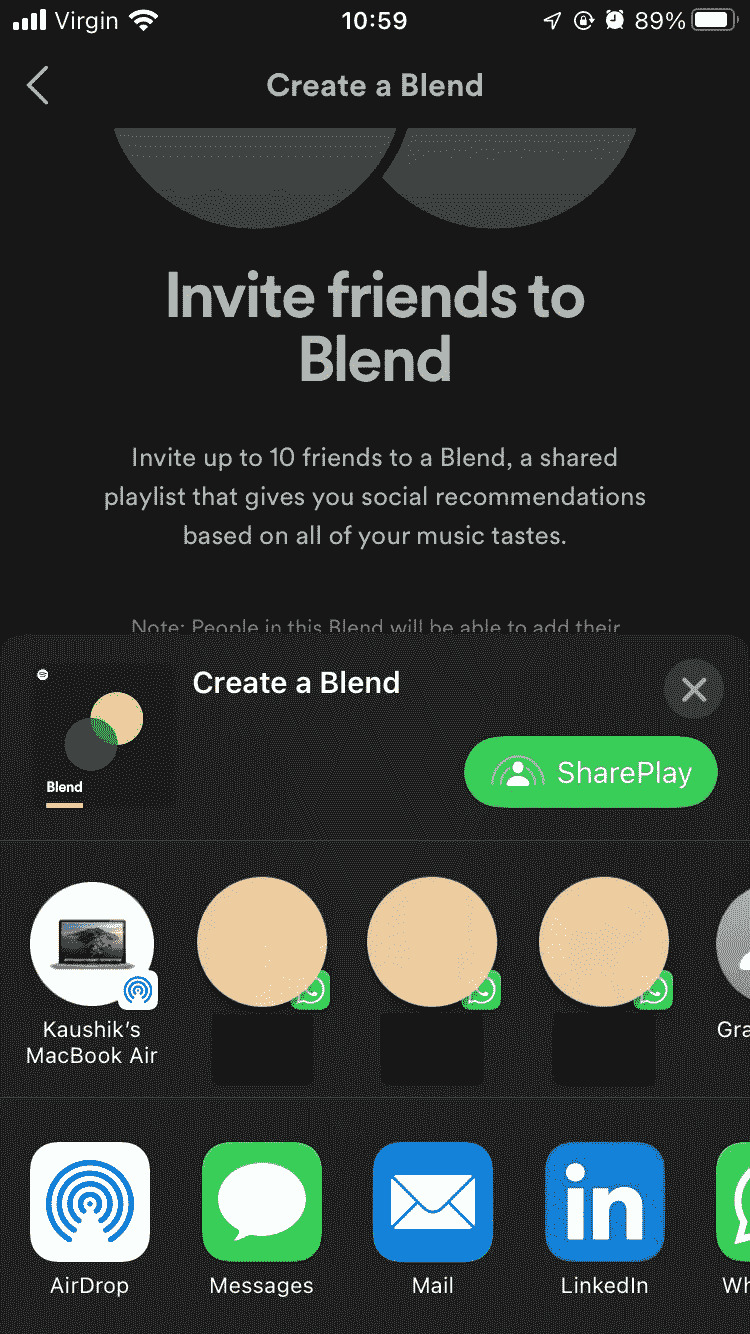 Virgin 10:59 89%
Create a Blend
Invite friends to
Blend
Invite up to 10 friends to a Blend, a shared
playlist that gives you social recommendations
based on all of your music tastes.
Note: People in this Blend will be able to add their
Create a Blend
Blend
SharePlay
Kaushik's
MacBook Air
Gra
AirDrop
Messages
Mail
LinkedIn
Wh